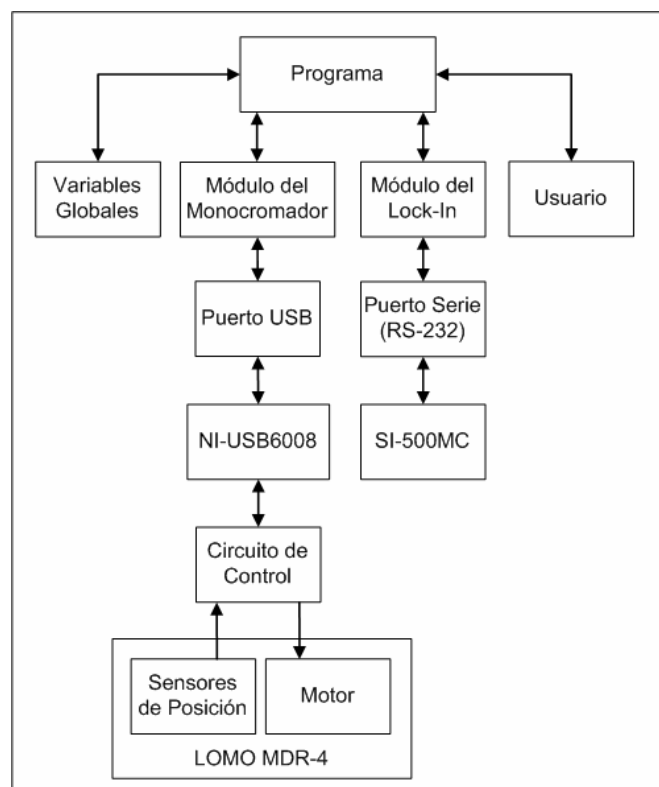 Programa
Variables
Globales
Módulo del
Monocromador
Módulo del
Lock-In
Usuario
Puerto USB
Puerto Serie
(RS-232)
NI-USB6008
SI-500MC
Circuito de
Control
Sensores
de Posición
Motor
LOMO MDR-4